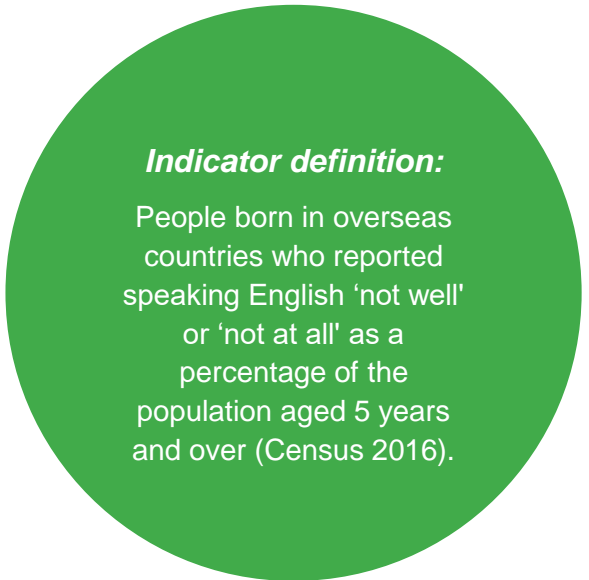 Indicator definition:
People born in overseas
countries who reported
speaking English ‘not well'
or ‘not at all' as a
percentage of the
population aged 5 years
and over (Census 2016).